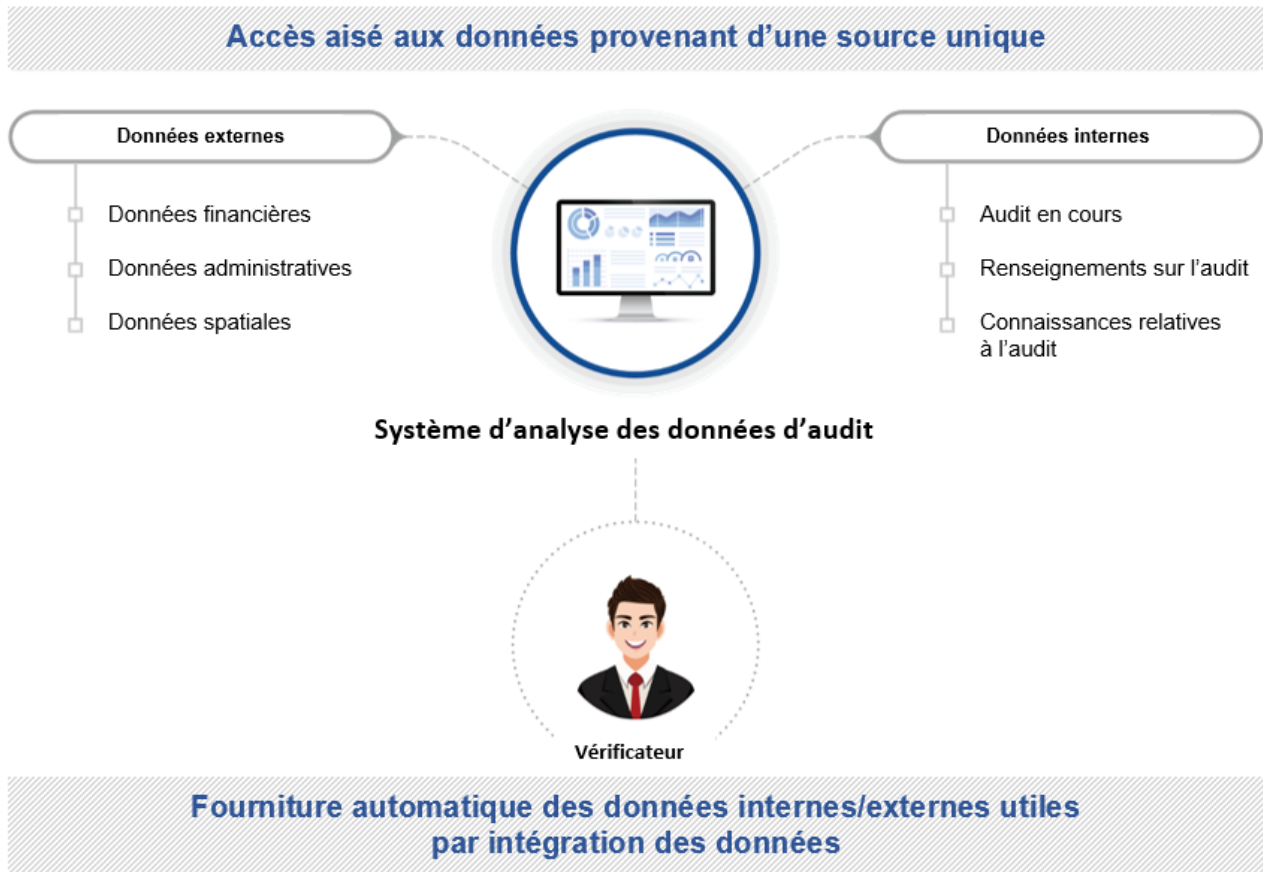 Accès aisé aux données provenant d’une source unique
Données externes
Données financières
Données administratives
Données spatiales
Données internes
Audit en cours
Renseignements sur l’audit
Connaissances relatives
à l’audit
Système d’analyse des données d’audit
Vérificateur
Fourniture automatique des données internes/externes utiles
par intégration des données